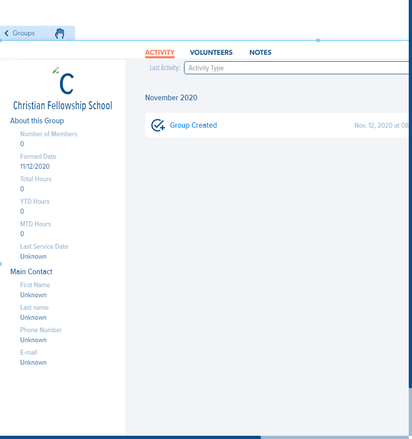 Groups
ACTIVITY VOLUNTEERS NOTES
Last Activity: Activity Type
C
Christian Fellowship School
About this Group
Number of Members
0
Formed Date
11/12/2020
Total Hours
0
YTD Hours
0
MTD Hours
0
Last Service Date
Unknown
Main Contact
First Name
Unknown
Last name
Unknown
Phone Number
Unknown
E-mail
Unknown
November 2020
Group Created Nov, 12, 2020 at 08